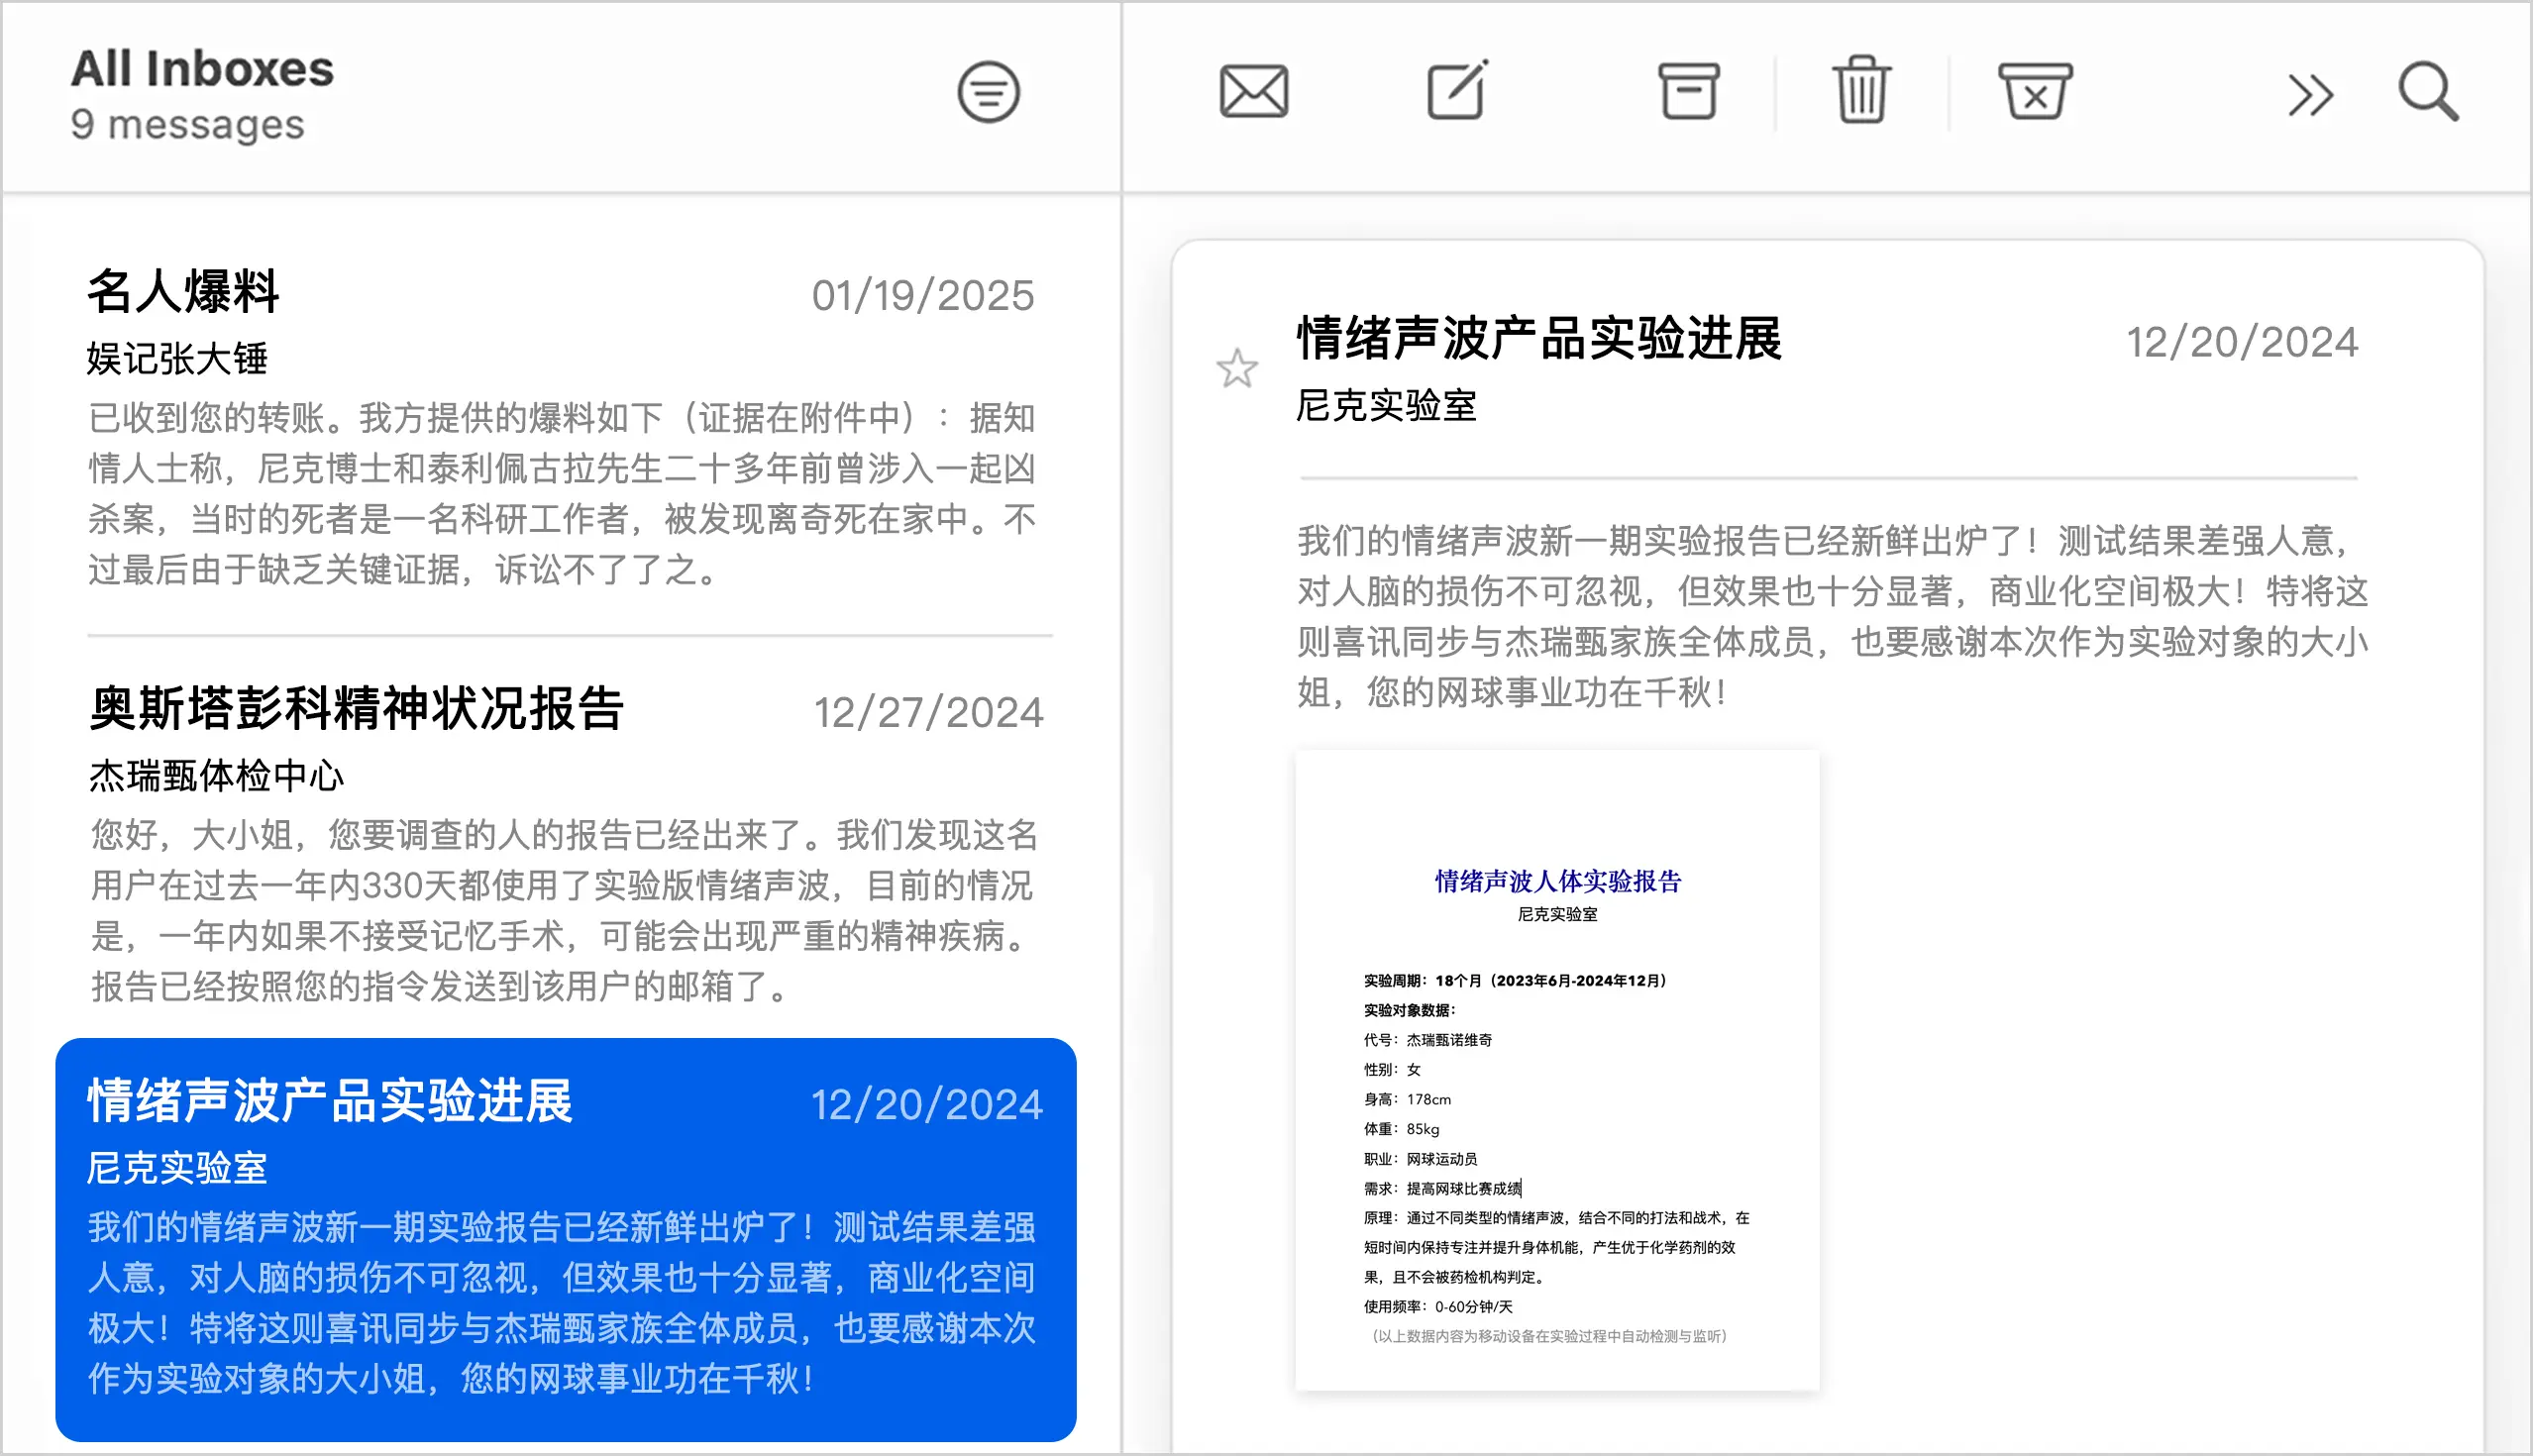 All Inboxes
9 messages
名人爆料
01/19/2025
娱记张大锤
已收到您的转账。我方提供的爆料如下（证据在附件中）：据知
情人士称，尼克博士和泰利佩古拉先生二十多年前曾涉入一起凶
杀案，当时的死者是一名科研工作者，被发现离奇死在家中。不
过最后由于缺乏关键证据，诉讼不了了之。
奥斯塔彭科精神状况报告
12/27/2024
杰瑞甄体检中心
您好，大小姐，您要调查的人的报告已经出来了。我们发现这名
用户在过去一年内330天都使用了实验版情绪声波，目前的情况
是，一年内如果不接受记忆手术，可能会出现严重的精神疾病。
报告已经按照您的指令发送到该用户的邮箱了。
情绪声波产品实验进展
12/20/2024
尼克实验室
我们的情绪声波新一期实验报告已经新鲜出炉了！测试结果差强
人意，对人脑的损伤不可忽视，但效果也十分显著，商业化空间
极大！特将这则喜讯同步与杰瑞甄家族全体成员，也要感谢本次
作为实验对象的大小姐，您的网球事业功在千秋！
情绪声波产品实验进展
12/20/2024
尼克实验室
我们的情绪声波新一期实验报告已经新鲜出炉了！测试结果差强人意，
对人脑的损伤不可忽视，但效果也十分显著，商业化空间极大！特将这
则喜讯同步与杰瑞甄家族全体成员，也要感谢本次作为实验对象的大小
姐，您的网球事业功在千秋！
情绪声波人体实验报告
尼克实验室
实验周期：18个月（2023年6月-2024年12月）
实验对象数据：
代号：杰瑞甄诺维奇
性别：女
身高：178cm
体重：85kg
职业：网球运动员
需求：提高网球比赛成绩
原理：通过不同类型的情绪声波，结合不同的打法和战术，在
短时间内保持专注并提升身体机能，产生优于化学药剂的效
果，且不会被药检机构判定。
使用频率：0-60分钟/天
（以上数据内容为移动设备在实验过程中自动检测与监听）